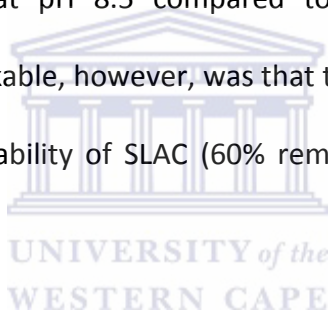 at pH 8.5 compared to
kable, however, was that t
ability of SLAC (60% rem
UNIVERSITY of the
WESTERN CAPE